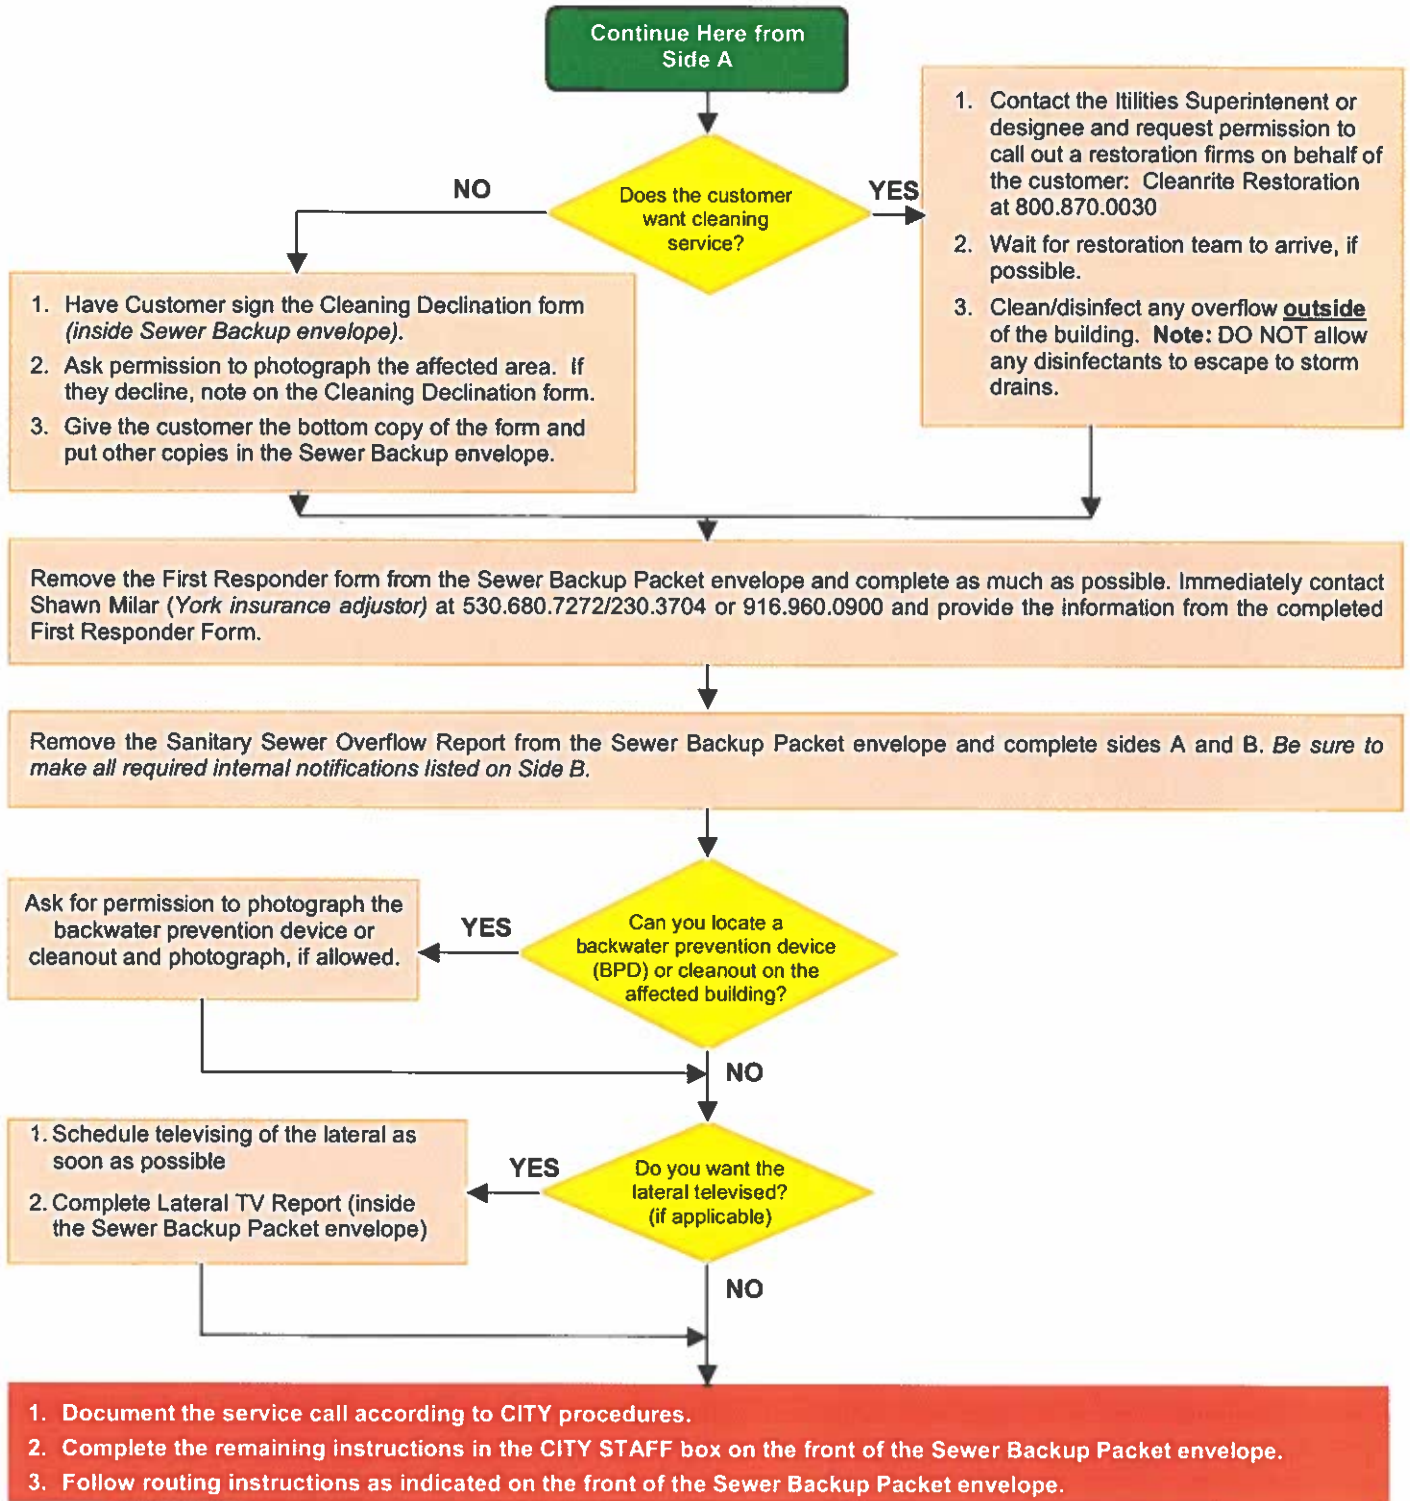 Continue Here from
Side A
Does the customer
want cleaning
service?
NO
YES
1. Have Customer sign the Cleaning Declination form
(inside Sewer Backup envelope).
2. Ask permission to photograph the affected area. If
they decline, note on the Cleaning Declination form.
3. Give the customer the bottom copy of the form and
put other copies in the Sewer Backup envelope.
1. Contact the Itilities Superintenent or
designee and request permission to
call out a restoration firms on behalf of
the customer: Cleanrite Restoration
at 800.870.0030
2. Wait for restoration team to arrive, if
possible.
3. Clean/disinfect any overflow outside
of the building. Note: DO NOT allow
any disinfectants to escape to storm
drains.
Remove the First Responder form from the Sewer Backup Packet envelope and complete as much as possible. Immediately contact
Shawn Milar (York insurance adjustor) at 530.680.7272/230.3704 or 916.960.0900 and provide the information from the completed
First Responder Form.
Remove the Sanitary Sewer Overflow Report from the Sewer Backup Packet envelope and complete sides A and B. Be sure to
make all required internal notifications listed on Side B.
Can you locate a
backwater prevention device
(BPD) or cleanout on the
affected building?
YES
Ask for permission to photograph the
backwater prevention device or
cleanout and photograph, if allowed.
NO
Do you want the
lateral televised?
(if applicable)
YES
1. Schedule televising of the lateral as
soon as possible
2. Complete Lateral TV Report (inside
the Sewer Backup Packet envelope)
NO
1. Document the service call according to CITY procedures.
2. Complete the remaining instructions in the CITY STAFF box on the front of the Sewer Backup Packet envelope.
3. Follow routing instructions as indicated on the front of the Sewer Backup Packet envelope.